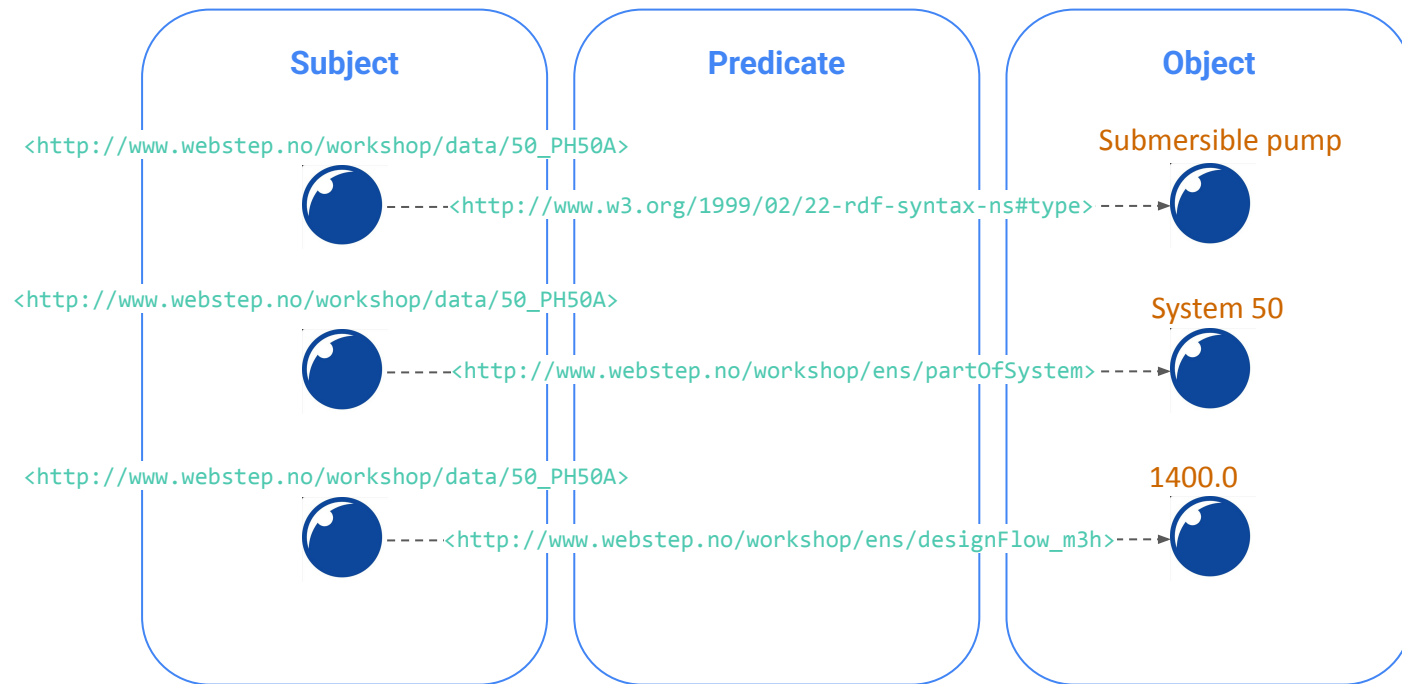 Subject
Predicate
Object
<http://www.webstep.no/workshop/data/50_PH50A>
Submersible pump
<http://www.w3.org/1999/02/22-rdf-syntax-ns#type>
<http://www.webstep.no/workshop/data/50_PH50A>
System 50
<http://www.webstep.no/workshop/ens/partOfSystem>
<http://www.webstep.no/workshop/data/50_PH50A>
1400.0
<http://www.webstep.no/workshop/ens/designFlow_m3h>